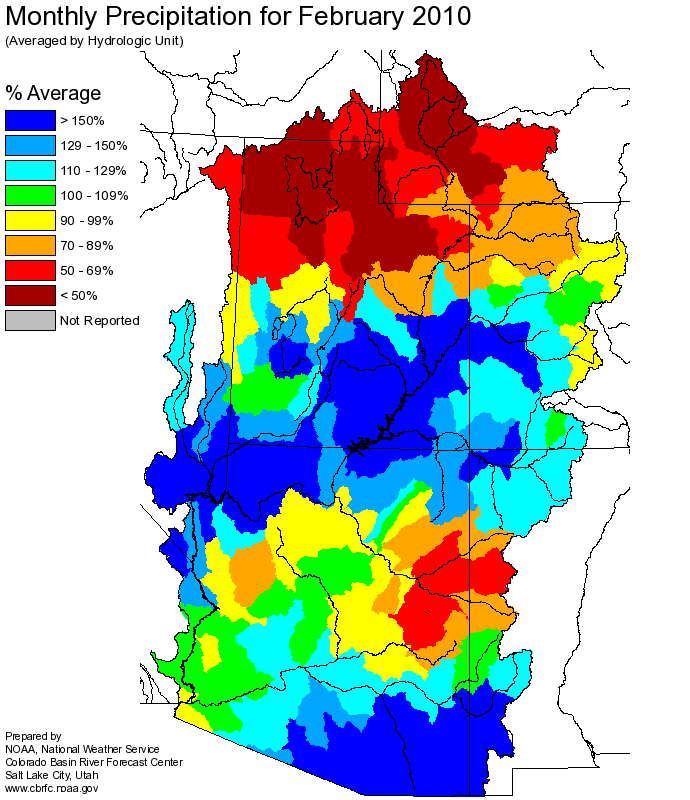 Monthly Precipitation for February 2010
(Averaged by Hydrologic Unit)
% Average
> 150%
129 - 150%
110 - 129%
100 - 109%
90 - 99%
70 - 89%
50 - 69%
< 50%
Not Reported
Prepared by
NOAA, National Weather Service
Colorado Basin River Forecast Center
Salt Lake City, Utah
www.cbrfc.noaa.gov